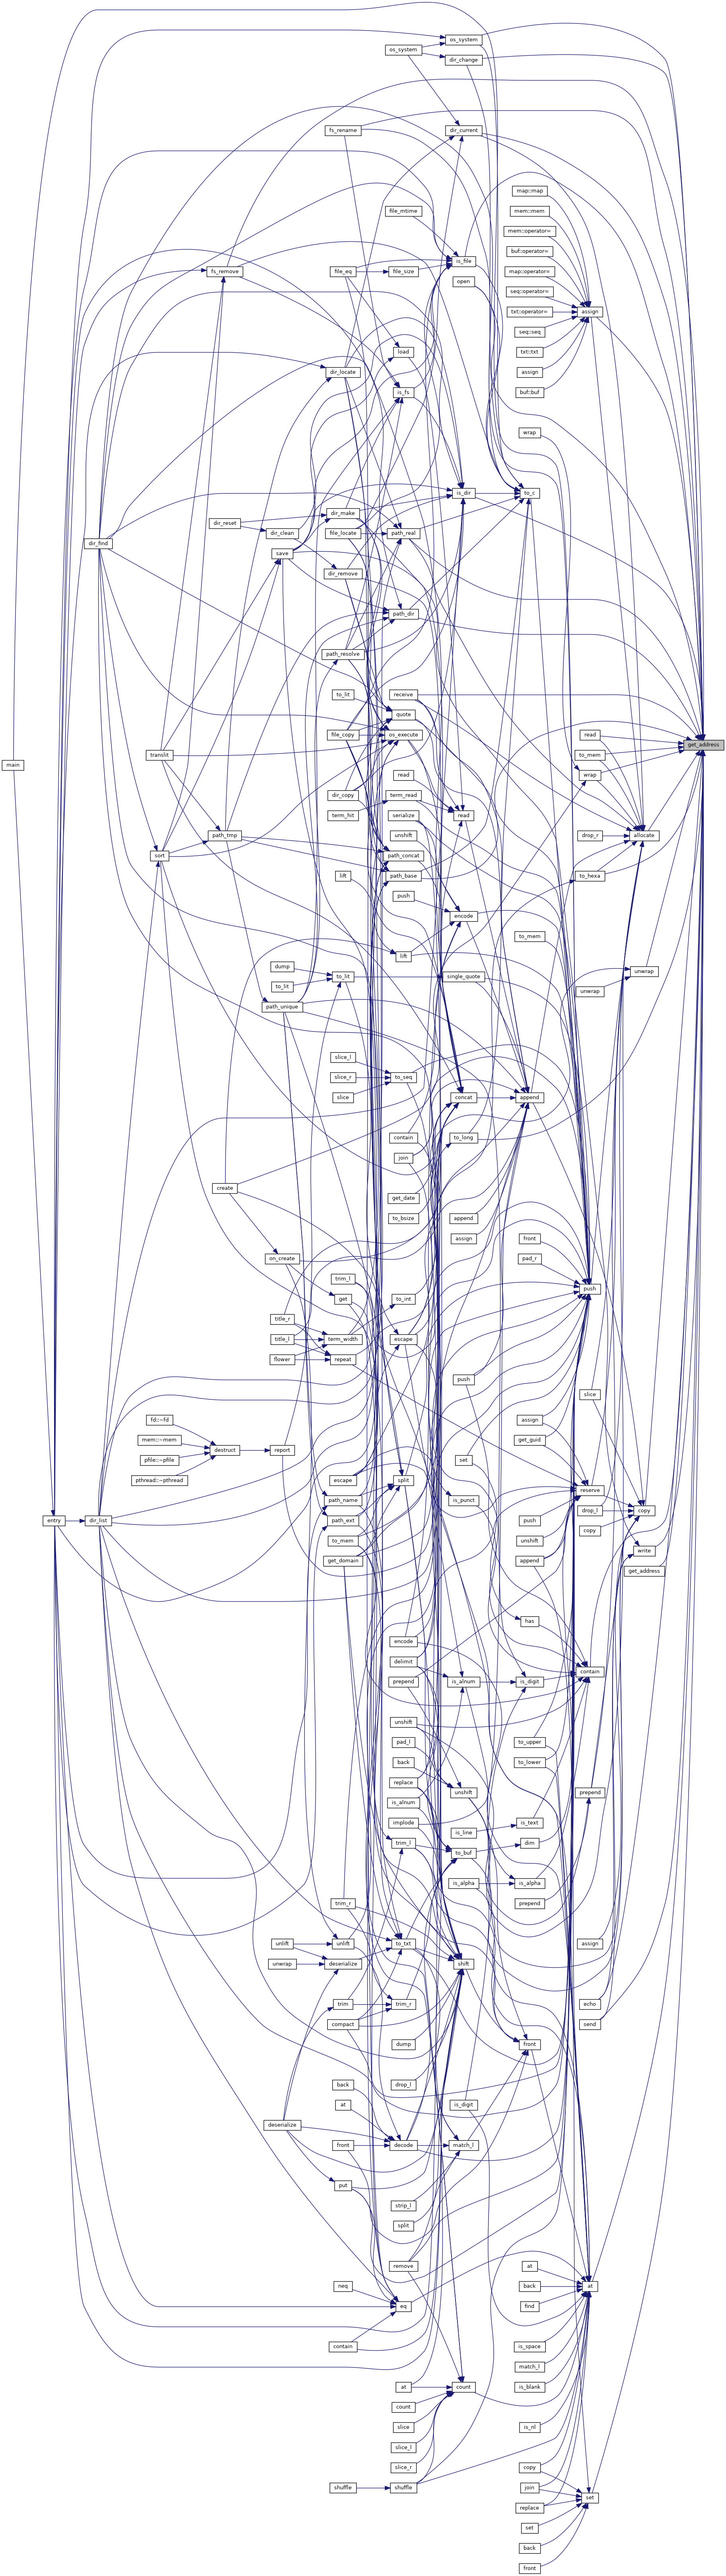 os_system
os_system
dir_change
fs_rename
dir_current
map::map
file_mtime
mem::mem
mem::operator=
buf::operator=
is_file
fs_remove
file_eq
file_size
map::operator=
open
seq::operator=
txt::operator=
assign
seq::seq
load
txt::txt
dir_locate
assign
is_fs
buf::buf
wrap
is_dir
to_c
dir_make
dir_reset
dir_clean
file_locate
path_real
dir_find
save
dir_remove
path_dir
path_resolve
to_lit
receive
quote
file_copy
os_execute
read
get_address
translit
to_mem
main
read
wrap
dir_copy
term_read
term_hit
serialize
read
path_tmp
unshift
drop_r
allocate
sort
path_concat
lift
path_base
to_hexa
push
encode
to_mem
lift
dump
to_lit
single_quote
unwrap
to_lit
unwrap
path_unique
slice_l
slice_r
to_seq
slice
concat
append
contain
to_long
join
create
get_date
to_bsize
append
assign
front
on_create
pad_r
trim_l
push
get
to_int
title_r
title_l
term_width
escape
flower
repeat
push
slice
fd::~fd
assign
mem::~mem
destruct
report
get_guid
pfile::~pfile
set
pthread::~pthread
escape
split
reserve
path_name
is_punct
drop_l
copy
entry
dir_list
path_ext
push
copy
to_mem
unshift
write
get_domain
append
get_address
has
encode
delimit
contain
prepend
is_alnum
is_digit
unshift
pad_l
to_upper
back
to_lower
replace
unshift
prepend
is_alnum
implode
is_line
is_text
trim_l
to_buf
dim
is_alpha
is_alpha
trim_r
prepend
unlift
unlift
to_txt
assign
unwrap
deserialize
shift
trim
trim_r
echo
compact
send
dump
front
drop_l
back
at
is_digit
deserialize
front
decode
match_l
put
strip_l
split
remove
at
neq
back
at
eq
find
contain
is_space
match_l
at
count
is_blank
count
slice
is_nl
slice_l
slice_r
copy
shuffle
shuffle
join
set
replace
set
back
front